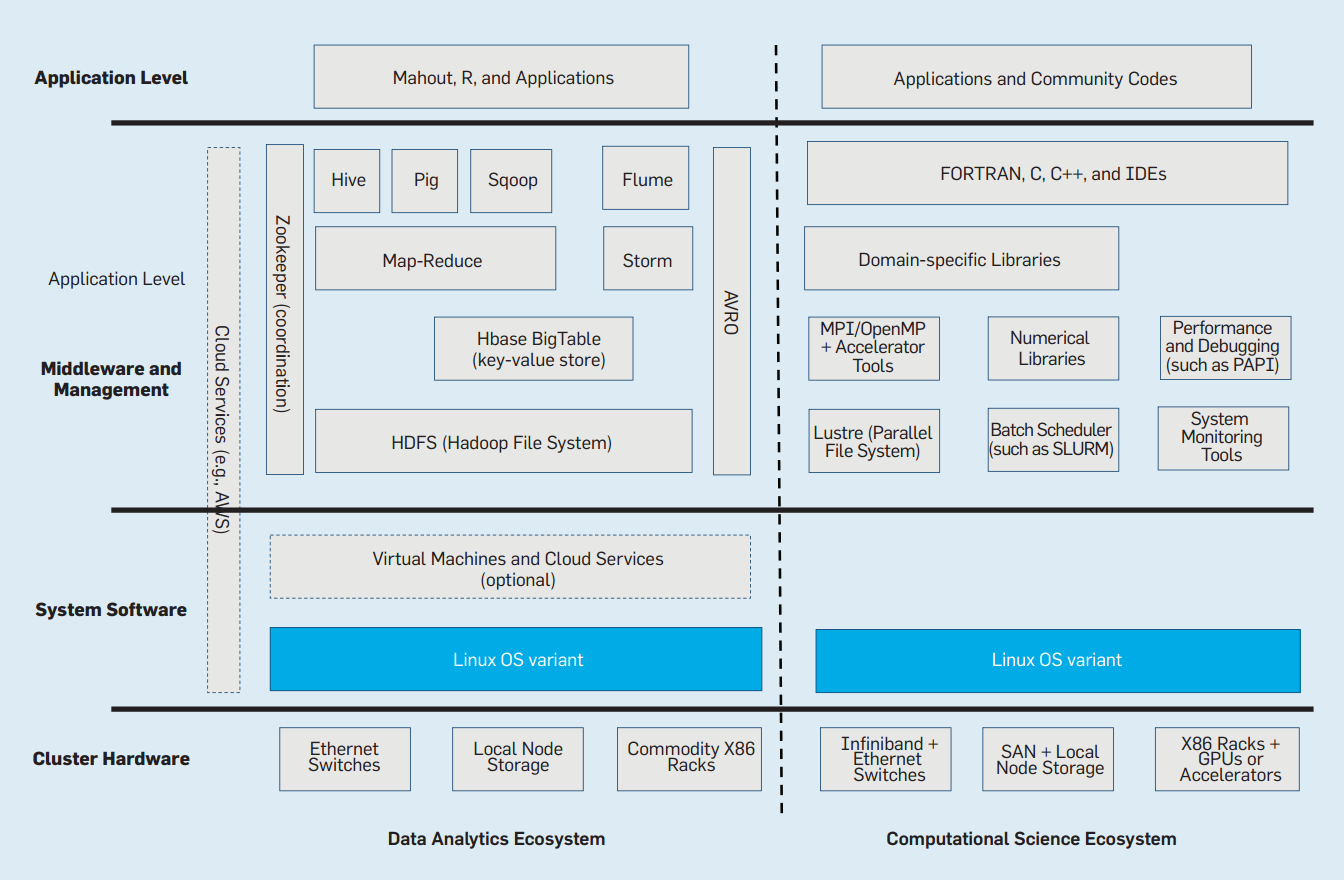 Application Level
Mahout, R, and Applications
Applications and Community Codes
Cloud Services (e.g., AWS)
Zookeeper (coordination)
Hive
Pig
Sqoop
Flume
AVRO
FORTRAN, C, C++, and IDEs
Application Level
Map-Reduce
Storm
Domain-specific Libraries
Middleware and
Management
Hbase BigTable
(key-value store)
MPI/OpenMP
+ Accelerator
Tools
Numerical
Libraries
Performance
and Debugging
(such as PAPI)
HDFS (Hadoop File System)
Lustre (Parallel
File System)
Batch Scheduler
(such as SLURM)
System
Monitoring
Tools
System Software
Virtual Machines and Cloud Services
(optional)
Linux OS variant
Linux OS variant
Cluster Hardware
Ethernet
Switches
Local Node
Storage
Commodity X86
Racks
Infiniband +
Ethernet
Switches
SAN + Local
Node Storage
X86 Racks +
GPUs or
Accelerators
Data Analytics Ecosystem
Computational Science Ecosystem